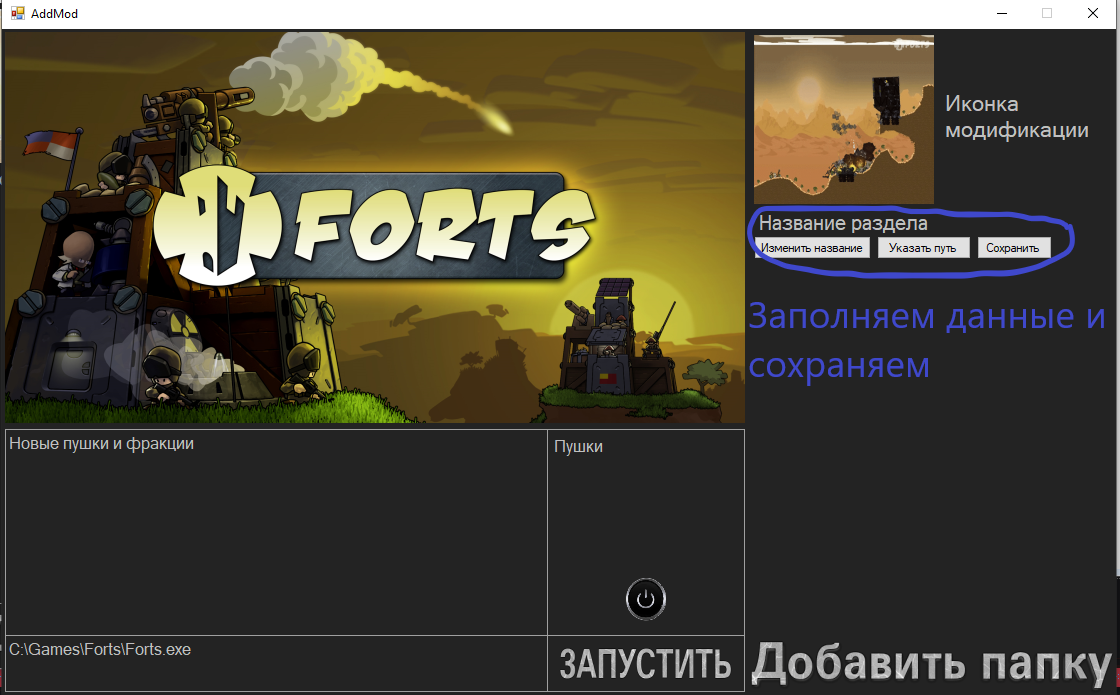 AddMod
FORTS
FORTS
Иконка
модификации
Название раздела
Изменить название
Указать путь
Сохранить
Заполняем данные и
сохраняем
Новые пушки и фракции
Пушки
C:\Games\Forts\Forts.exe
ЗАПУСТИТЬ
Добавить папку